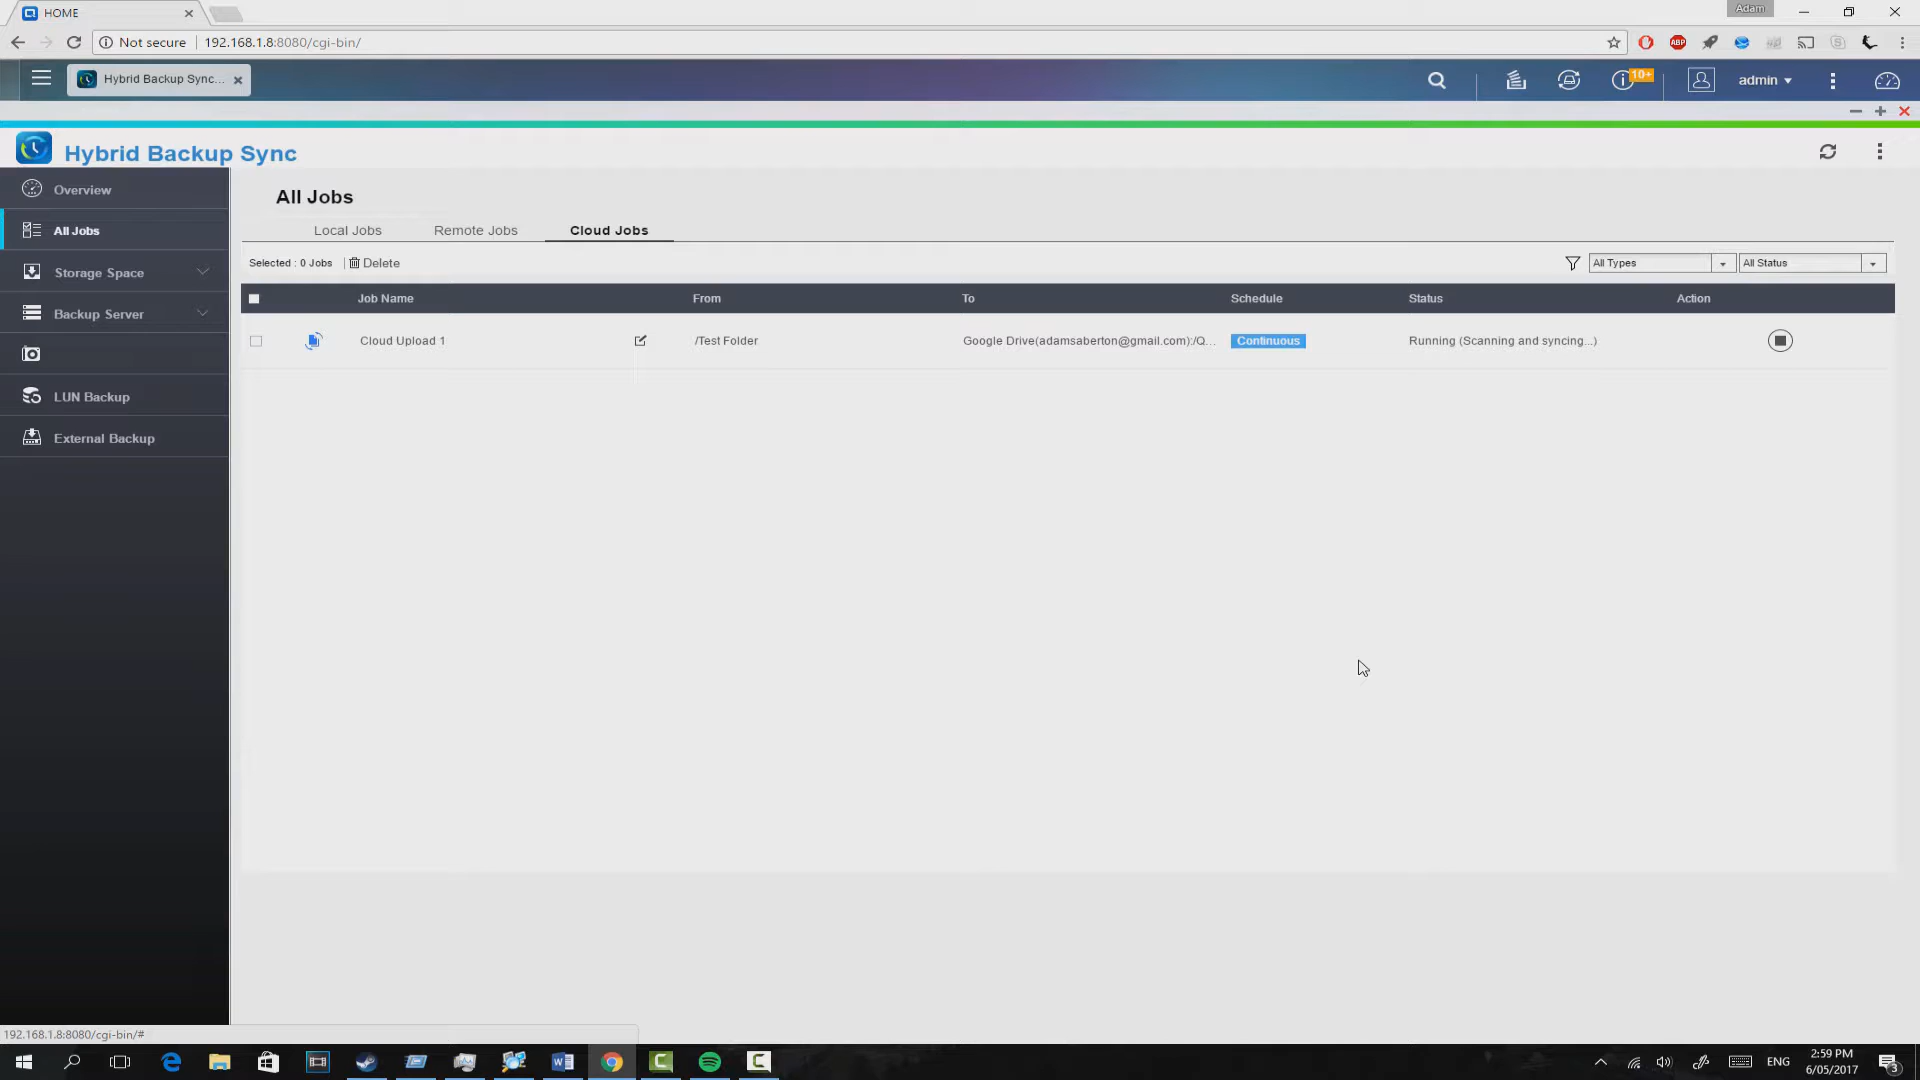 HOME
Adam
Not secure
192.168.1.8:8080/cgi-bin/
ABP
Hybrid Backup Sync...
10+
admin
Hybrid Backup Sync
Overview
All Jobs
Storage Space
Backup Server
LUN Backup
External Backup
All Jobs
Local Jobs
Remote Jobs
Cloud Jobs
Selected : 0 Jobs
Delete
All Types
All Status
Job Name
From
To
Schedule
Status
Action
Cloud Upload 1
/Test Folder
Google Drive(adamsaberton@gmail.com):/Q...
Continuous
Running (Scanning and syncing...)
192.168.1.8:8080/cgi-bin/#
ENG
2:59 PM
6/05/2017
3